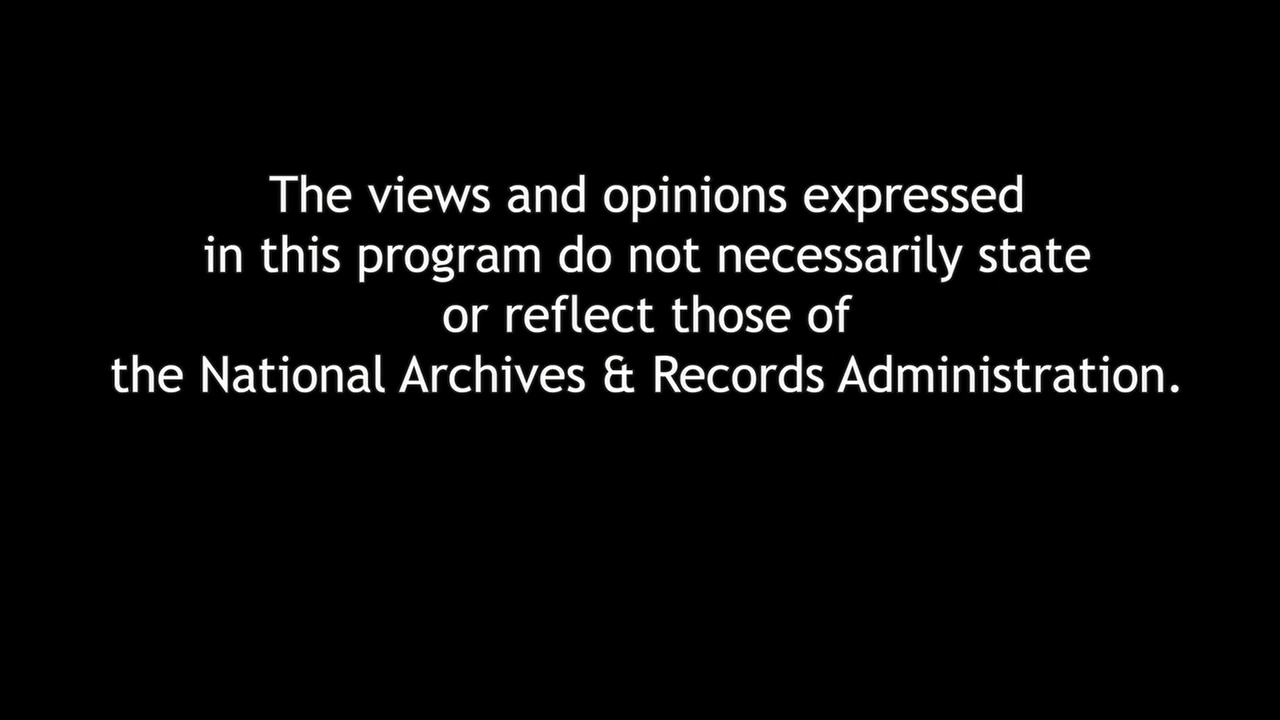 The views and opinions expressed
in this program do not necessarily state
or reflect those of
the National Archives & Records Administration.